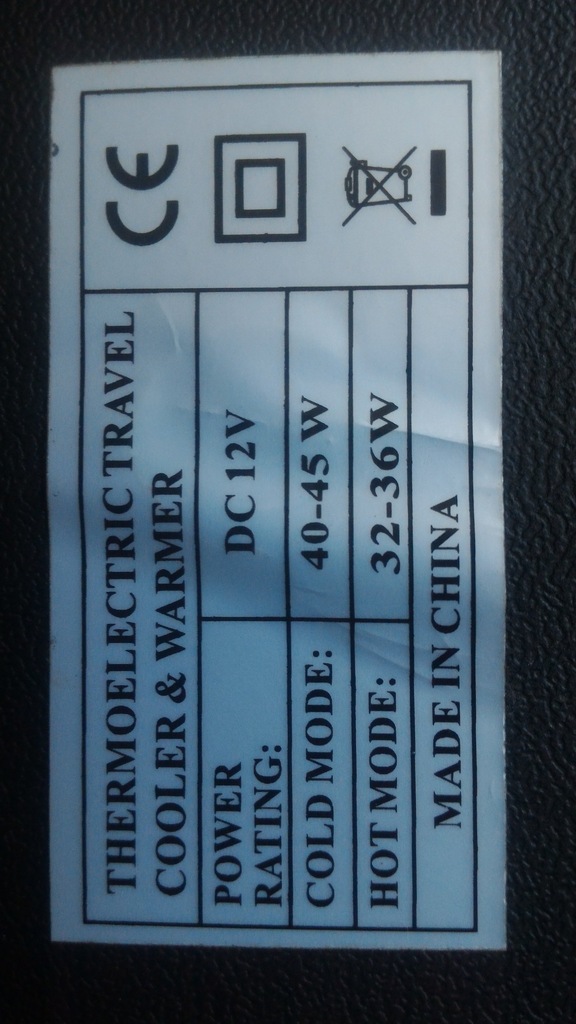 THERMOELECTRIC TRAVEL
COOLER & WARMER
POWER
RATING:
DC 12V
COLD MODE:
40-45 W
HOT MODE:
32-36W
MADE IN CHINA
CE